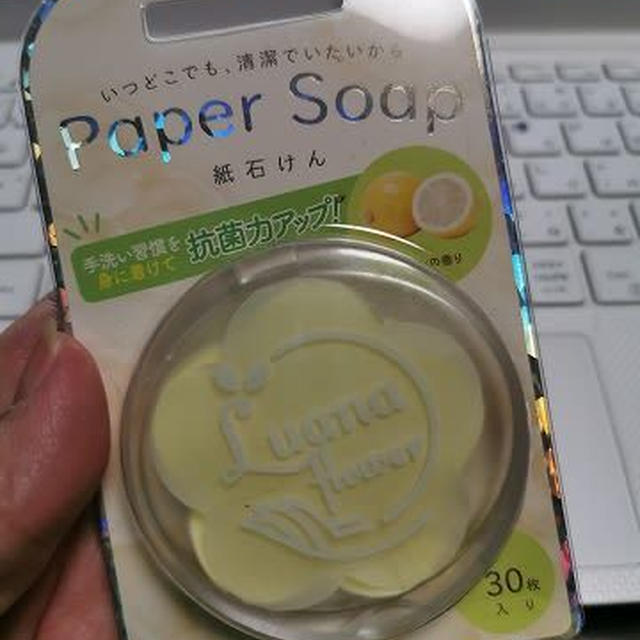 いつどこでも、清潔でいたいから
Paper Soap
紙石けん
手洗い習慣を
身に着けて
抗菌力アップ!
の香り
Luana
flower
30枚
入り